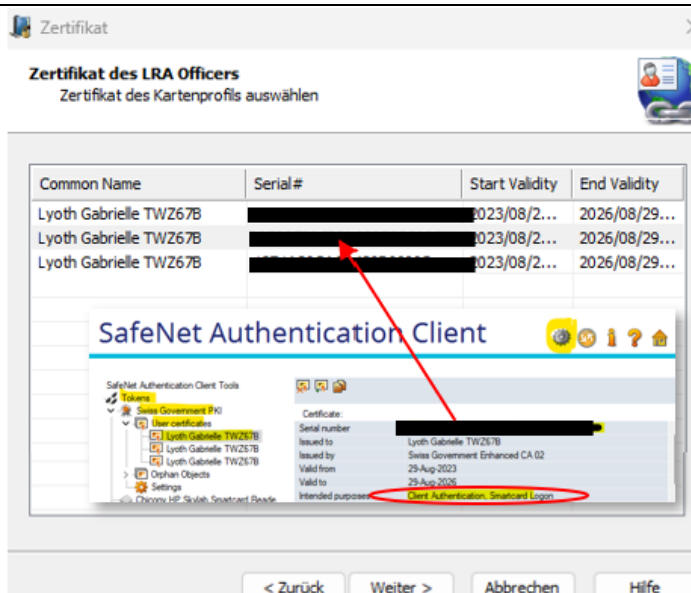 Zertifikat
Zertifikat des LRA Officers
Zertifikat des Kartenprofils auswählen
Common Name Serial# Start Validity End Validity
Lyoth Gabrielle TWZ67B 2023/08/2... 2026/08/29...
Lyoth Gabrielle TWZ67B 2023/08/2... 2026/08/29...
Lyoth Gabrielle TWZ67B 2023/08/2... 2026/08/29...
SafeNet Authentication Client
SafeNet Authentication Client Tools
Tokens
Swiss Government PKI
User certificates
Lyoth Gabrielle TWZ67B
Lyoth Gabrielle TWZ67B
Lyoth Gabrielle TWZ67B
Orphan Objects
Settings
Chicony HP Skylab Smartcard Reade
Certificate:
Serial number
Issued to Lyoth Gabrielle TWZ67B
Issued by Swiss Government Enhanced CA 02
Valid from 29-Aug-2023
Valid to 29-Aug-2026
Intended purposes Client Authentication, Smartcard Logon
< Zurück Weiter > Abbrechen Hilfe